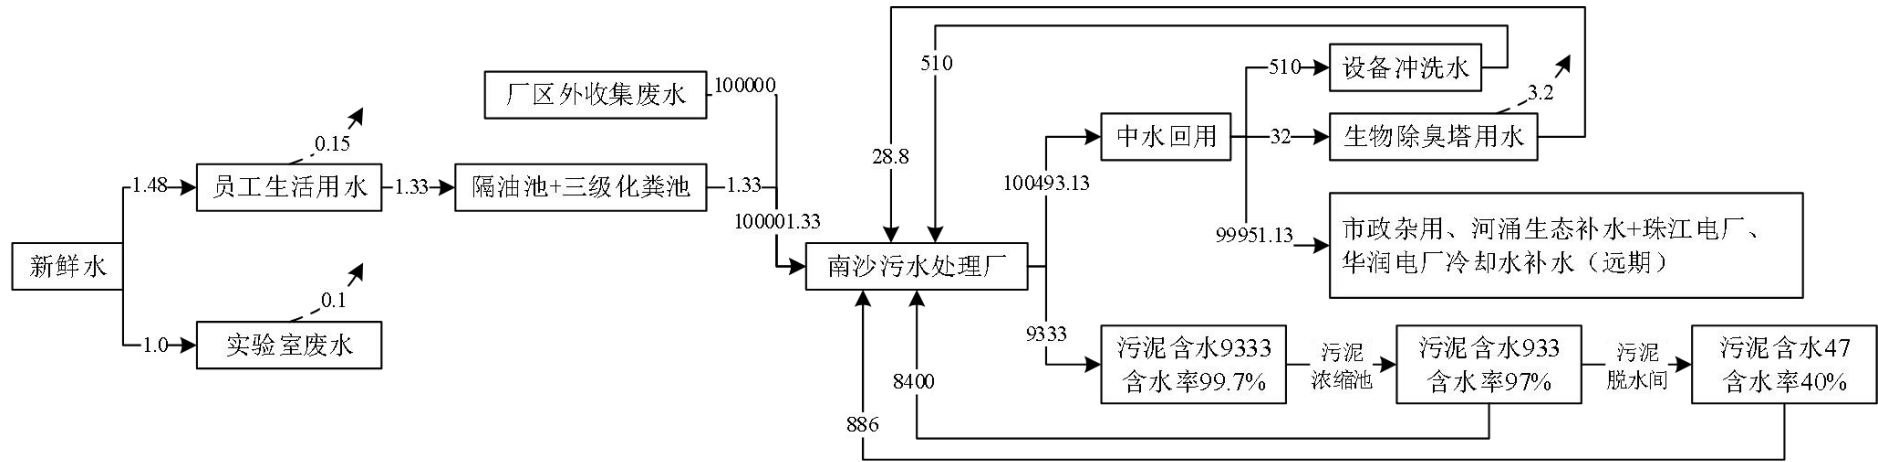 510
设备冲洗水
510
厂区外收集废水
100000
3.2
0.15
中水回用
32
生物除臭塔用水
28.8
1.48
员工生活用水
1.33
隔油池+三级化粪池
1.33
100493.13
100001.33
99951.13
市政杂用、河涌生态补水+珠江电厂、
华润电厂冷却水补水（远期）
新鲜水
南沙污水处理厂
0.1
9333
1.0
实验室废水
污泥含水9333
含水率99.7%
污泥
浓缩池
污泥含水933
含水率97%
污泥
脱水间
污泥含水47
含水率40%
8400
886